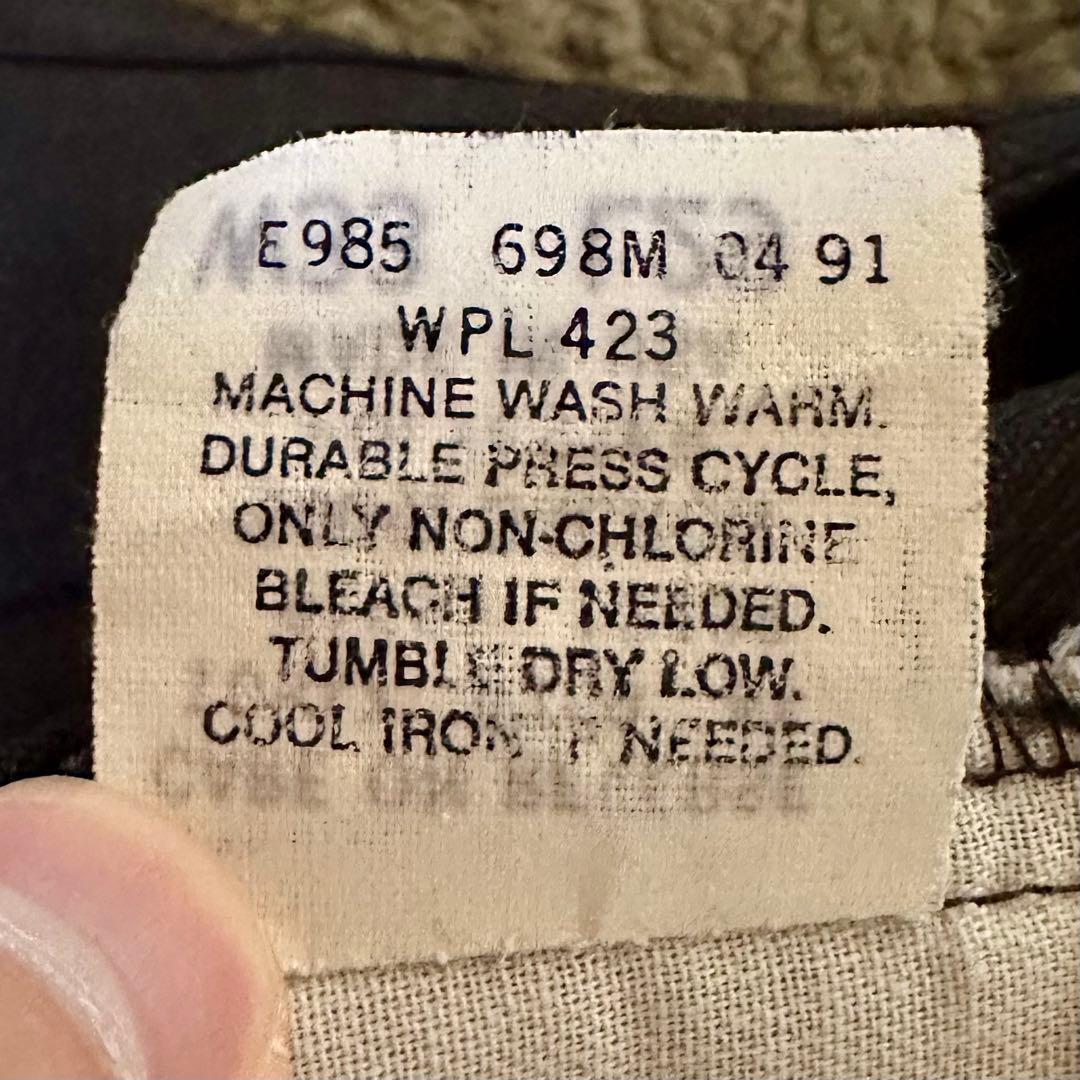 E985 698M 04 91
WPL 423
MACHINE WASH WARM.
DURABLE PRESS CYCLE,
ONLY NON-CHLORINE
BLEACH IF NEEDED.
TUMBLE DRY LOW.
COOL IRON IF NEEDED.